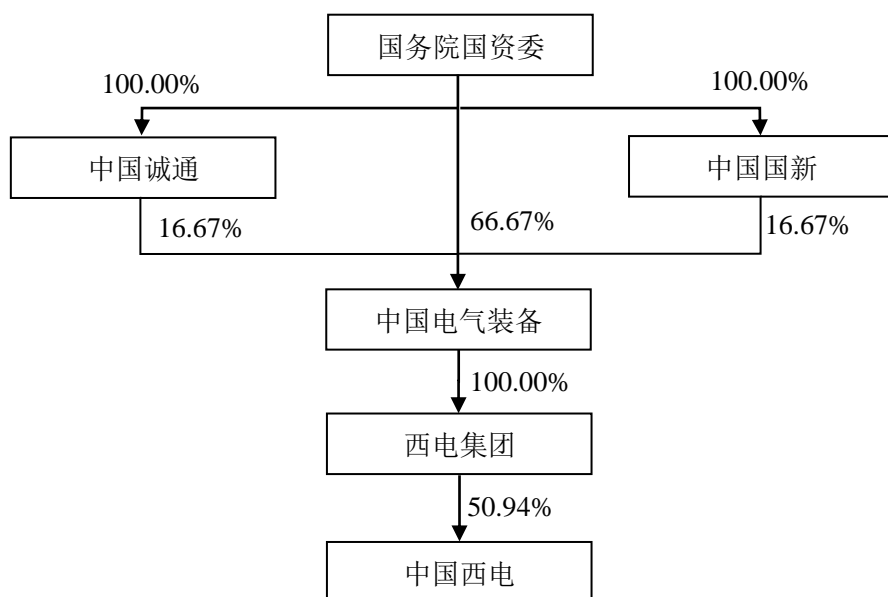 国务院国资委
100.00%
100.00%
中国诚通
中国国新
16.67%
66.67%
16.67%
中国电气装备
100.00%
西电集团
50.94%
中国西电